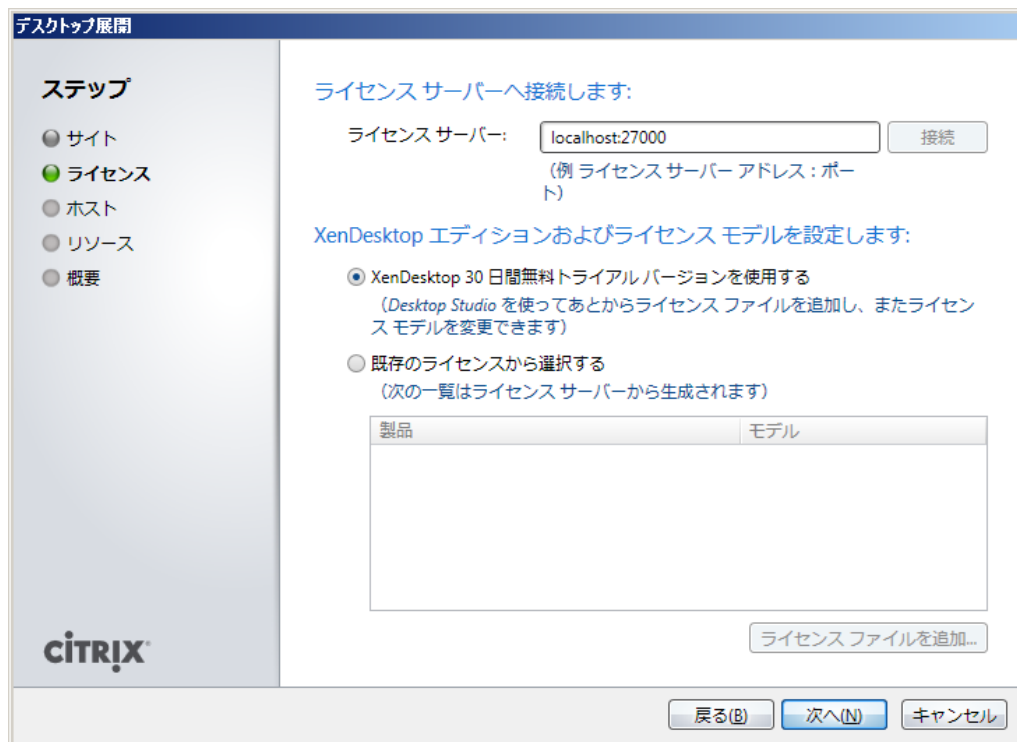 デスクトップ展開
ステップ
サイト
ライセンス
ホスト
リソース
概要
CİTRIX
ライセンス サーバーへ接続します:
ライセンス サーバー:
localhost:27000
接続
（例 ライセンス サーバー アドレス：ポー
ト）
XenDesktop エディションおよびライセンス モデルを設定します:
XenDesktop 30 日間無料トライアル バージョンを使用する
（Desktop Studio を使ってあとからライセンス ファイルを追加し、またライセン
ス モデルを変更できます）
既存のライセンスから選択する
（次の一覧はライセンス サーバーから生成されます）
製品 モデル
ライセンス ファイルを追加...
戻る(B) 次へ(N) キャンセル